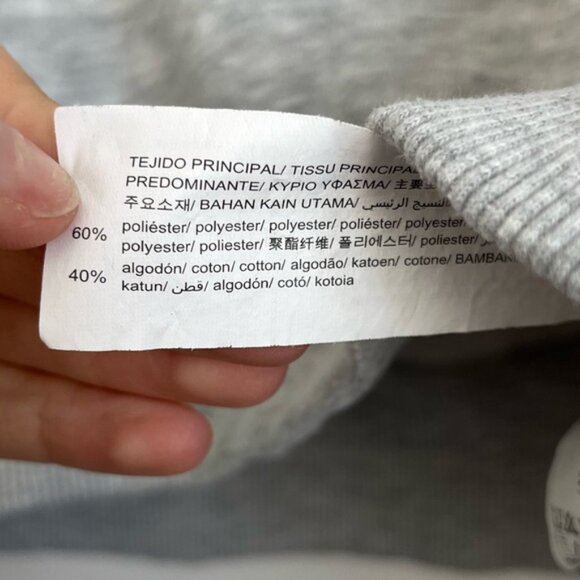 TEJIDO PRINCIPAL/ TISSU PRINCIPAL
PREDOMINANTE/ ΚΥΡΙΟ ΥΦΑΣΜΑ/ 主要
주요소재/ BAHAN KAIN UTAMA/ النسيج الرئيسي
60% poliéster/ polyester/ polyester/ poliéster/ polyester
polyester/ poliester/ 聚酯纤维/ 폴리에스터/ poliester/
40% algodón/ coton/ cotton/ algodão/ katoen/ cotone/
katun/ قطن/ algodón/ cotó/ kotoia